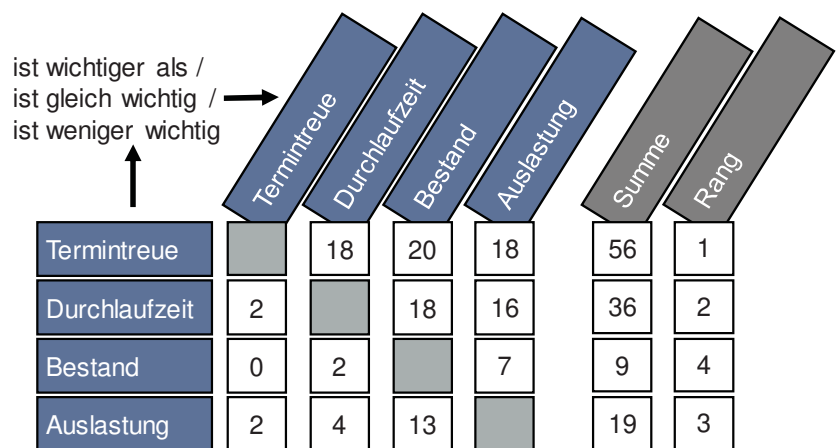 ist wichtiger als /
ist gleich wichtig /
ist weniger wichtig
Termintreue
Durchlaufzeit
Bestand
Auslastung
Summe
Rang
Termintreue 18 20 18 56 1
Durchlaufzeit 2 18 16 36 2
Bestand 0 2 7 9 4
Auslastung 2 4 13 19 3